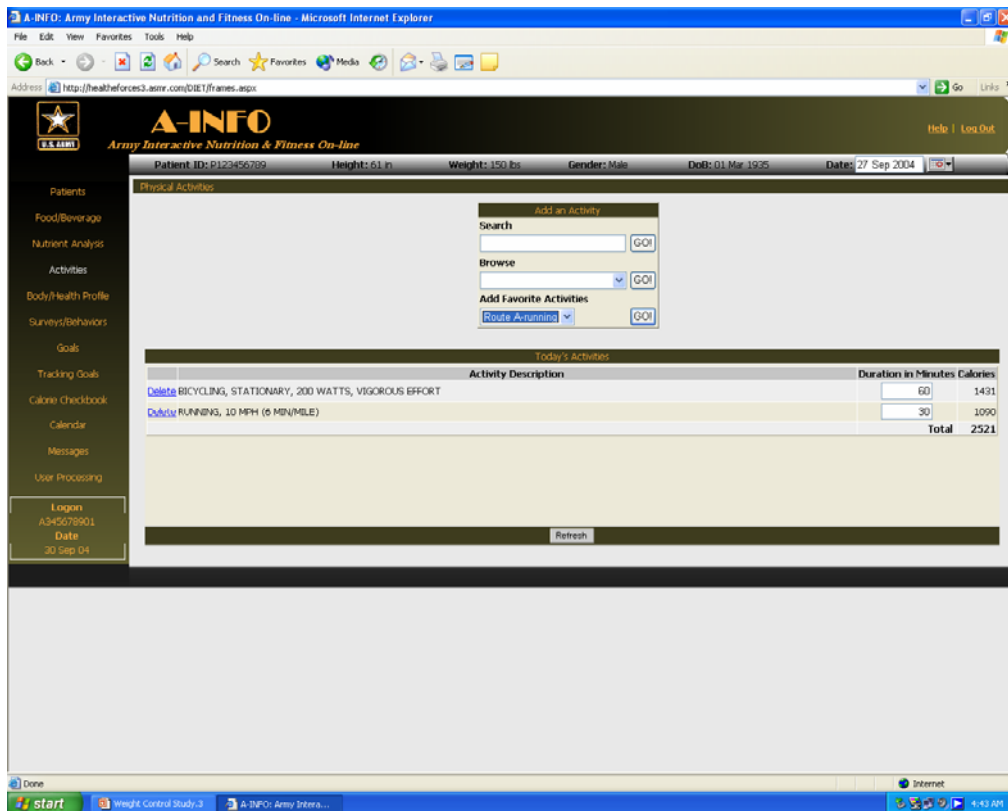 A-INFO: Army Interactive Nutrition and Fitness On-line - Microsoft Internet Explorer
File Edit View Favorites Tools Help
Back Search Favorites Media
Address http://healtheforces3.asmr.com/DIET/frames.aspx Go Links
U.S. ARMY
A-INFO
Army Interactive Nutrition & Fitness On-line
Help | Log Out
Patient ID: P123456789 Height: 61 in Weight: 150 lbs Gender: Male DoB: 01 Mar 1935 Date: 27 Sep 2004
Patients
Food/Beverage
Nutrient Analysis
Activities
Body/Health Profile
Surveys/Behaviors
Goals
Tracking Goals
Calorie Checkbook
Calendar
Messages
User Processing
Logon
A345678901
Date
30 Sep 04
Physical Activities
Add an Activity
Search
GO!
Browse
GO!
Add Favorite Activities
Route A-running GO!
Today's Activities
Activity Description Duration in Minutes Calories
Delete BICYCLING, STATIONARY, 200 WATTS, VIGOROUS EFFORT 60 1431
Delete RUNNING, 10 MPH (6 MIN/MILE) 30 1090
Total 2521
Refresh
Done Internet
start Weight Control Study.3 A-INFO: Army Intera... 4:43 AM